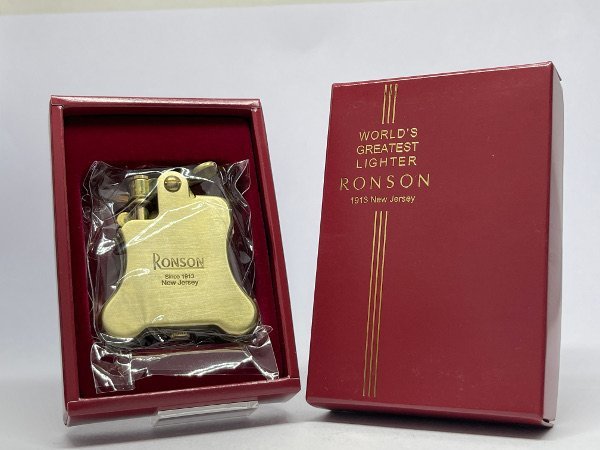 RONSON
Since 1913
New Jersey
WORLD'S
GREATEST
LIGHTER
RONSON
1913 New Jersey